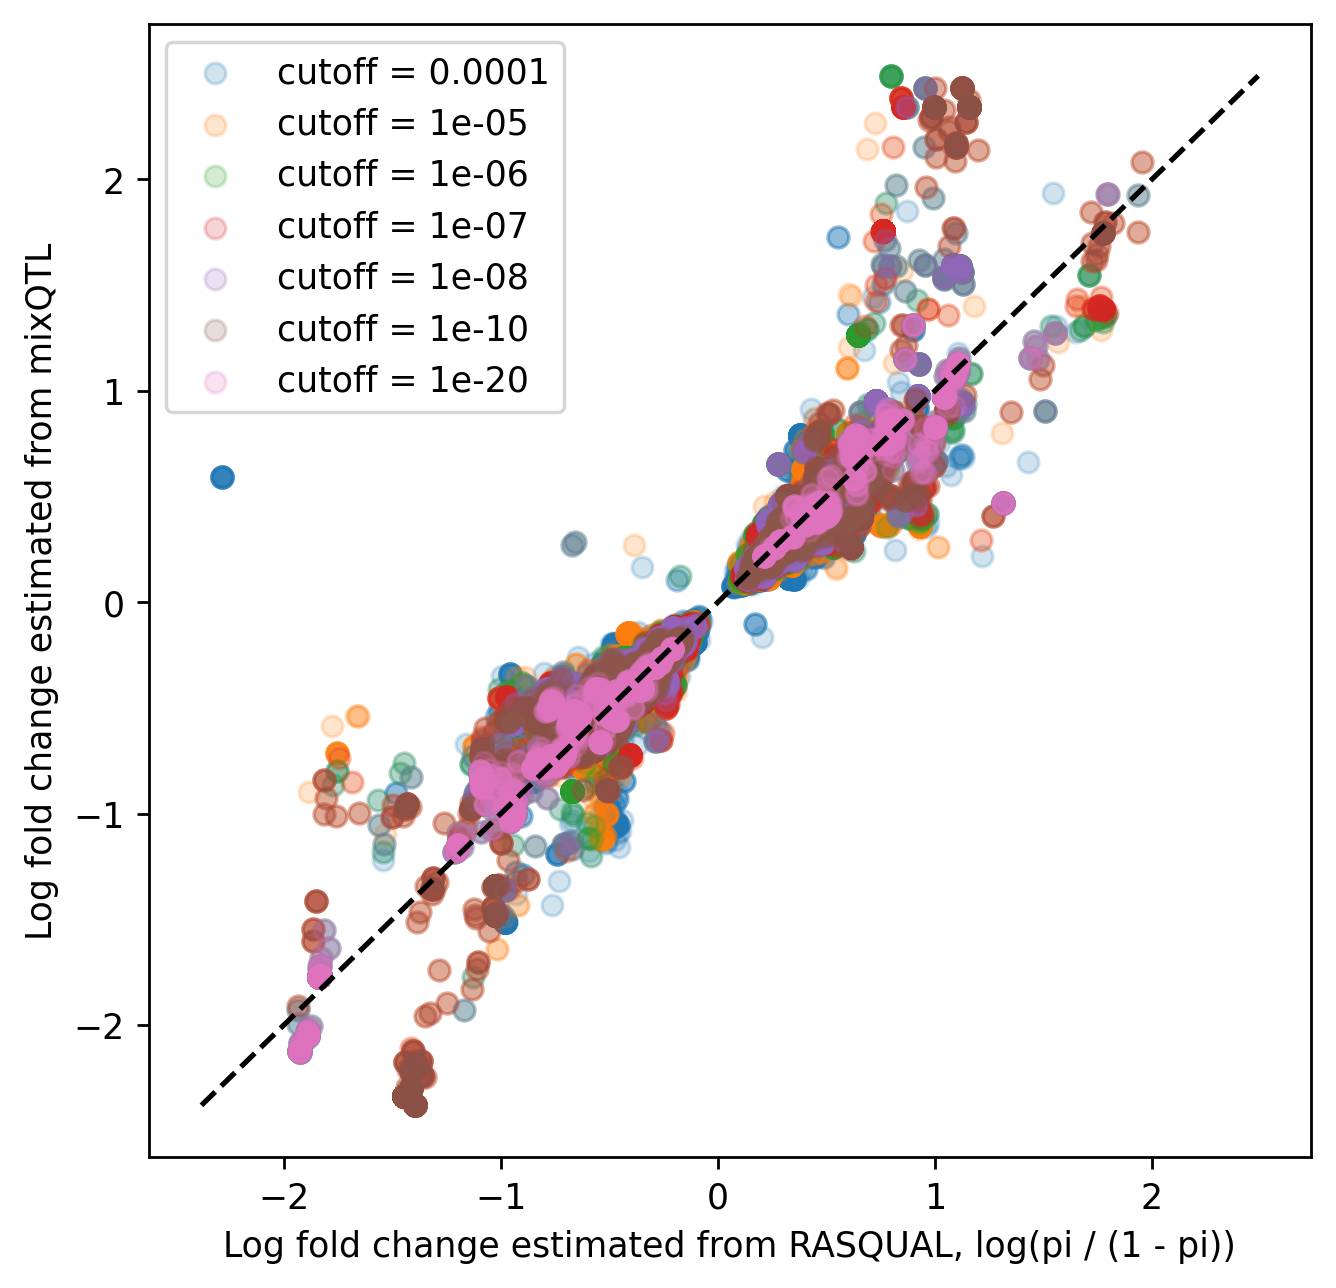 cutoff = 0.0001
cutoff = 1e-05
cutoff = 1e-06
cutoff = 1e-07
cutoff = 1e-08
cutoff = 1e-10
cutoff = 1e-20
2
1
0
−1
−2
Log fold change estimated from mixQTL
−2 −1 0 1 2
Log fold change estimated from RASQUAL, log(pi / (1 - pi))